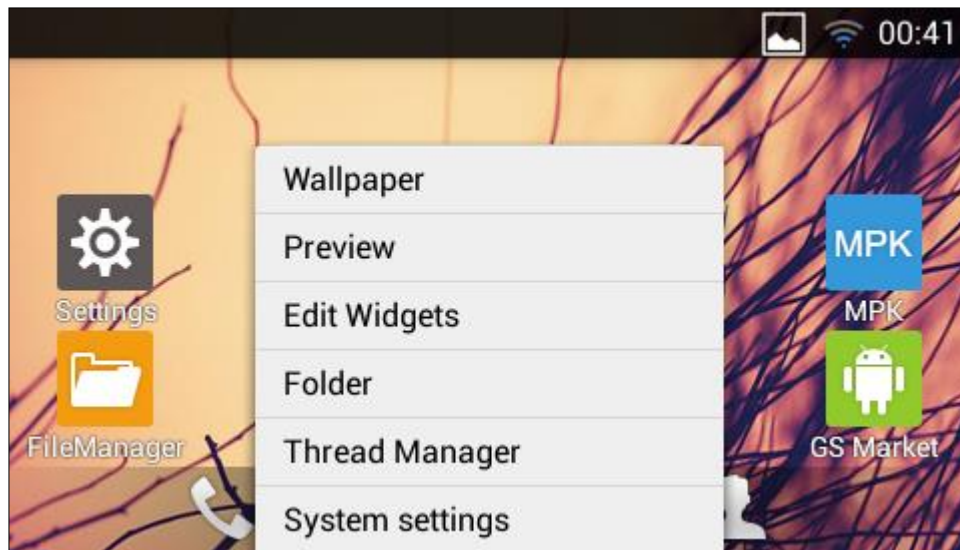 00:41
Wallpaper
Preview
Edit Widgets
Folder
Thread Manager
System settings
Settings
FileManager
MPK
MPK
GS Market